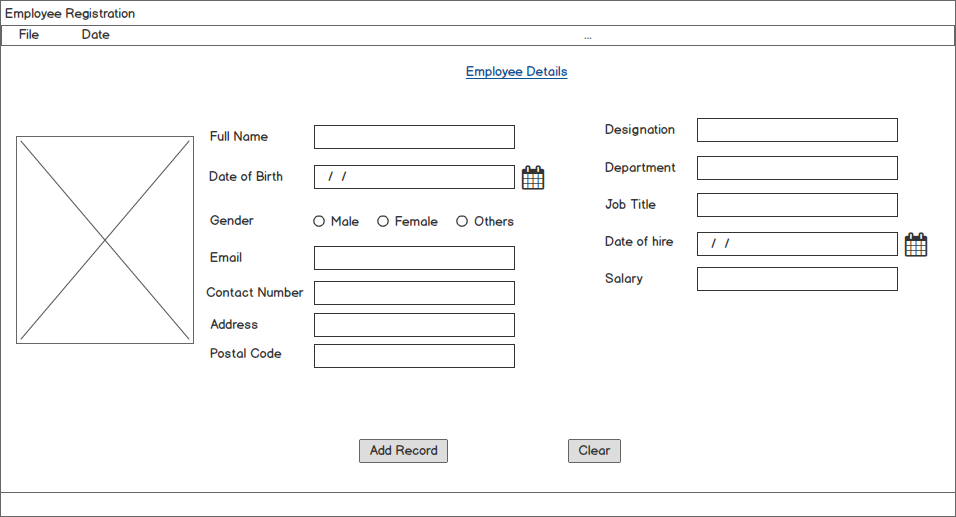 Employee Registration
File Date ...
Employee Details
Full Name
Date of Birth / /
Gender Male Female Others
Email
Contact Number
Address
Postal Code
Designation
Department
Job Title
Date of hire / /
Salary
Add Record Clear